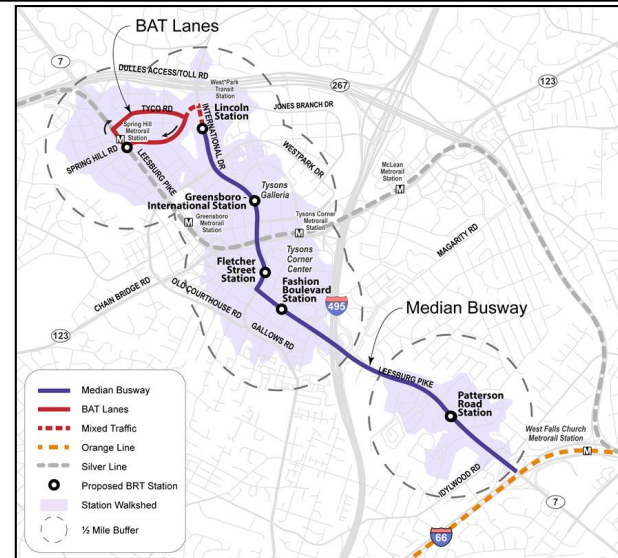 BAT Lanes
7
DULLES ACCESS/TOLL RD
267
123
West*Park
Transit
Station
TYCO RD
Lincoln
Station
JONES BRANCH DR
Spring Hill
Metrorail
Station
M
INTERNATIONAL DR
SPRING HILL RD
LEESBURG PIKE
WESTPARK DR
McLean
Metrorail
Station
M
Tysons
Galleria
Greensboro -
International Station
Greensboro
Metrorail
Station
M
Tysons Corner
Metrorail
Station
M
MAGARITY RD
Tysons
Corner
Center
Fletcher
Street
Station
Fashion
Boulevard
Station
CHAIN BRIDGE RD
OLD COURTHOUSE RD
495
GALLOWS RD
Median Busway
123
LEESBURG PIKE
Patterson
Road
Station
West Falls Church
Metrorail Station
M
IDYLWOOD RD
7
66
Median Busway
BAT Lanes
Mixed Traffic
Orange Line
Silver Line
Proposed BRT Station
Station Walkshed
½ Mile Buffer